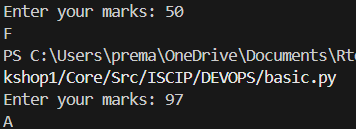 Enter your marks: 50
F
PS C:\Users\prema\OneDrive\Documents\Rt
kshop1/Core/Src/ISCIP/DEVOPS/basic.py
Enter your marks: 97
A